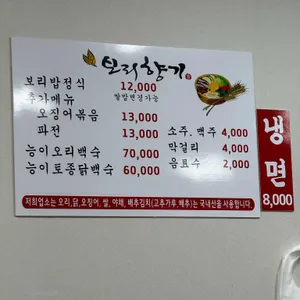 보리향기
보리밥정식 12,000
쌀밥변경가능
추가메뉴
오징어볶음 13,000
파전 13,000
능이오리백숙 70,000
능이토종닭백숙 60,000
소주. 맥주 4,000
막걸리 4,000
음료수 2,000
저희업소는 오리,닭,오징어, 쌀, 야채, 배추김치(고추가루,배추)는 국내산을 사용합니다.
냉면
8,000